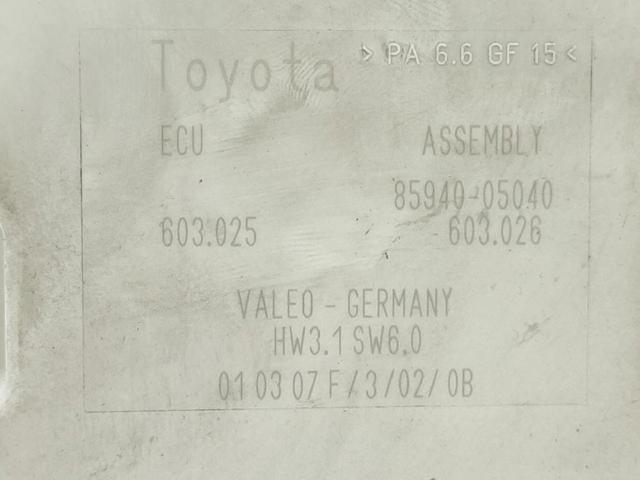 Toyota > PA 6.6 GF 15 <
ECU ASSEMBLY
85940-05040
603.025 603.026
VALEO - GERMANY
HW3.1 SW6.0
01 03 07 F / 3 / 02 / 0B